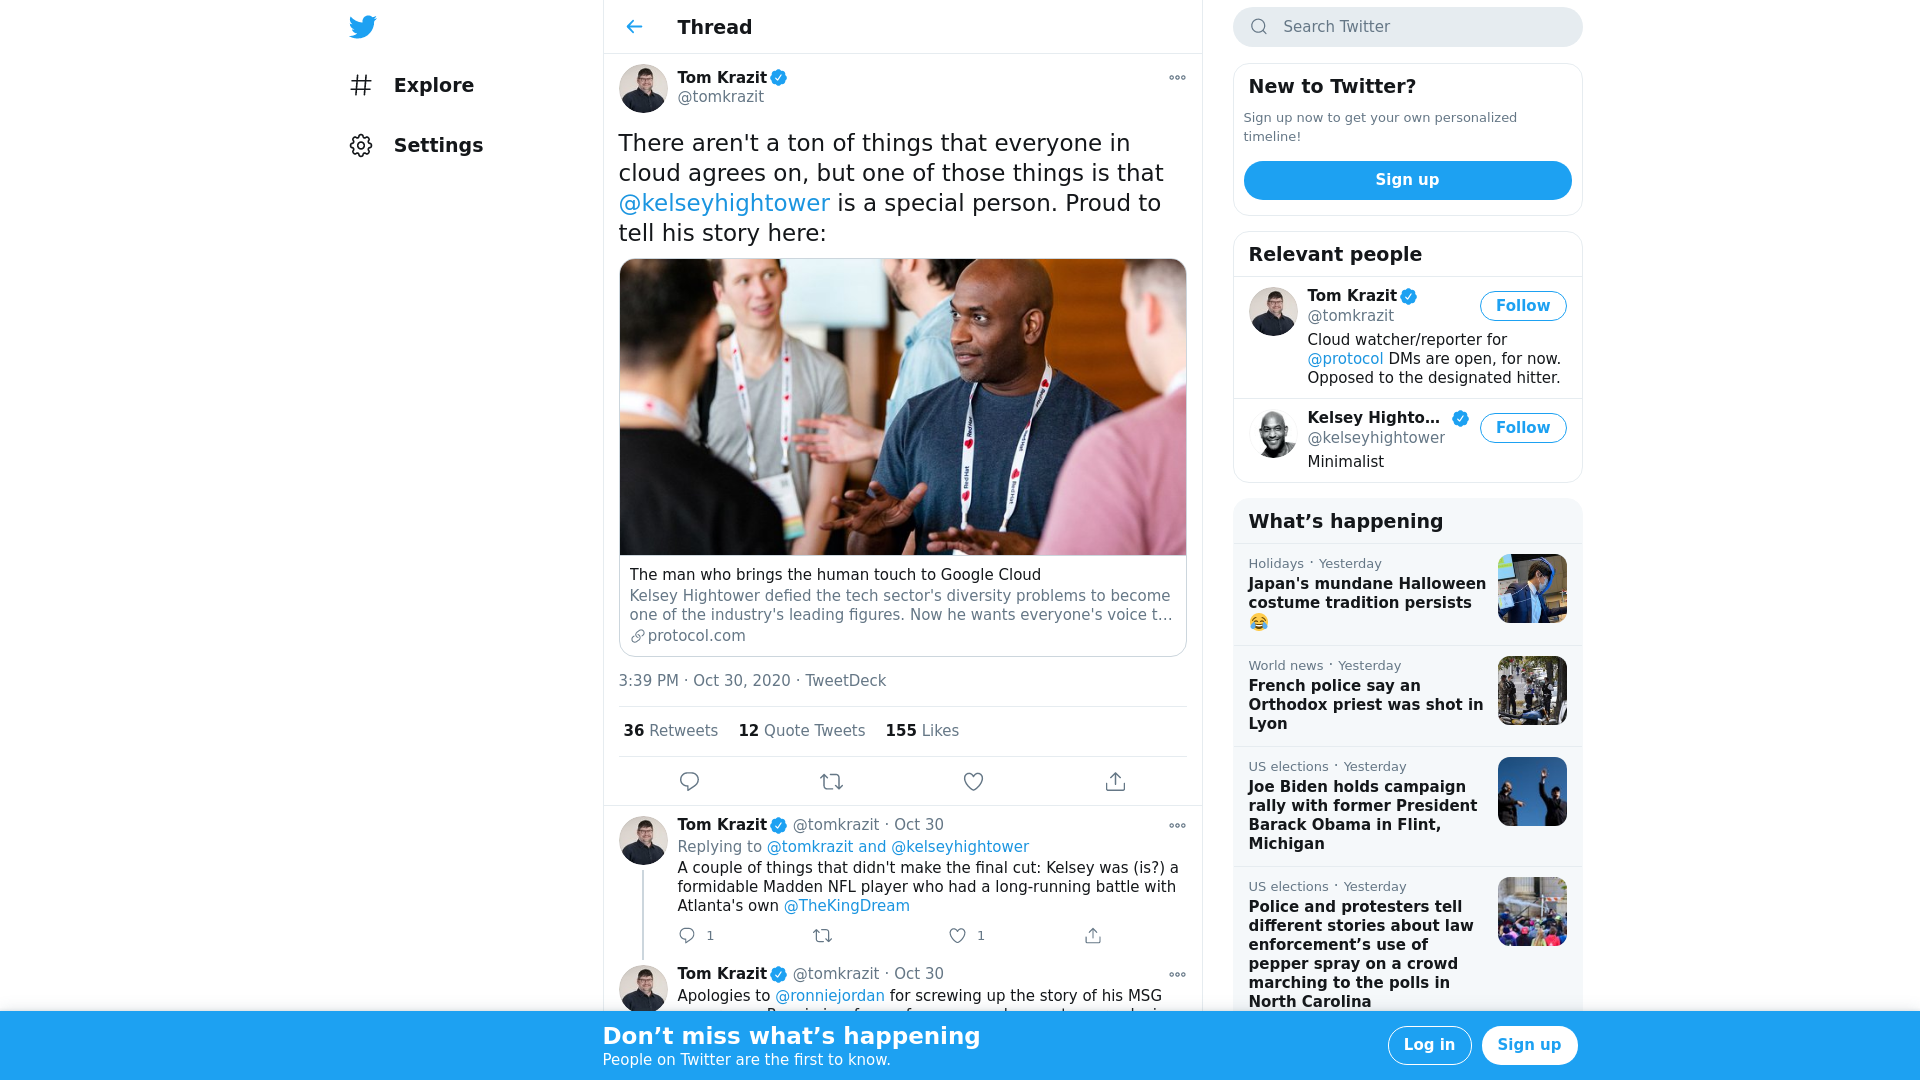 Explore
Settings
Thread
Tom Krazit
@tomkrazit
There aren't a ton of things that everyone in
cloud agrees on, but one of those things is that
@kelseyhightower is a special person. Proud to
tell his story here:
RedHat
RedHat
The man who brings the human touch to Google Cloud
Kelsey Hightower defied the tech sector's diversity problems to become
one of the industry's leading figures. Now he wants everyone's voice t...
protocol.com
3:39 PM · Oct 30, 2020 · TweetDeck
36 Retweets 12 Quote Tweets 155 Likes
Tom Krazit @tomkrazit · Oct 30
Replying to @tomkrazit and @kelseyhightower
A couple of things that didn't make the final cut: Kelsey was (is?) a
formidable Madden NFL player who had a long-running battle with
Atlanta's own @TheKingDream
1 1
Tom Krazit @tomkrazit · Oct 30
Apologies to @ronniejordan for screwing up the story of his MSG
Search Twitter
New to Twitter?
Sign up now to get your own personalized
timeline!
Sign up
Relevant people
Tom Krazit
@tomkrazit
Follow
Cloud watcher/reporter for
@protocol DMs are open, for now.
Opposed to the designated hitter.
Kelsey Highto...
@kelseyhightower
Follow
Minimalist
What's happening
Holidays · Yesterday
Japan's mundane Halloween
costume tradition persists
😂
World news · Yesterday
French police say an
Orthodox priest was shot in
Lyon
US elections · Yesterday
Joe Biden holds campaign
rally with former President
Barack Obama in Flint,
Michigan
US elections · Yesterday
Police and protesters tell
different stories about law
enforcement's use of
pepper spray on a crowd
marching to the polls in
North Carolina
Don't miss what's happening
People on Twitter are the first to know.
Log in
Sign up